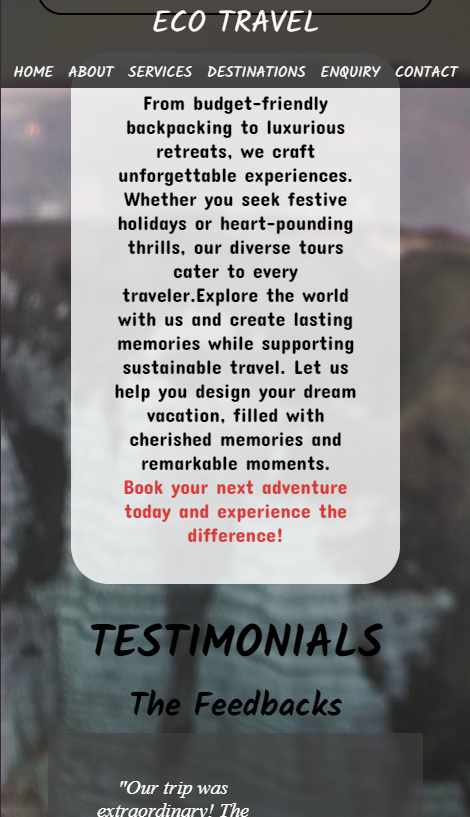 ECO TRAVEL
HOME ABOUT SERVICES DESTINATIONS ENQUIRY CONTACT
From budget-friendly
backpacking to luxurious
retreats, we craft
unforgettable experiences.
Whether you seek festive
holidays or heart-pounding
thrills, our diverse tours
cater to every
traveler.Explore the world
with us and create lasting
memories while supporting
sustainable travel. Let us
help you design your dream
vacation, filled with
cherished memories and
remarkable moments.
Book your next adventure
today and experience the
difference!
TESTIMONIALS
The Feedbacks
"Our trip was
extraordinary! The